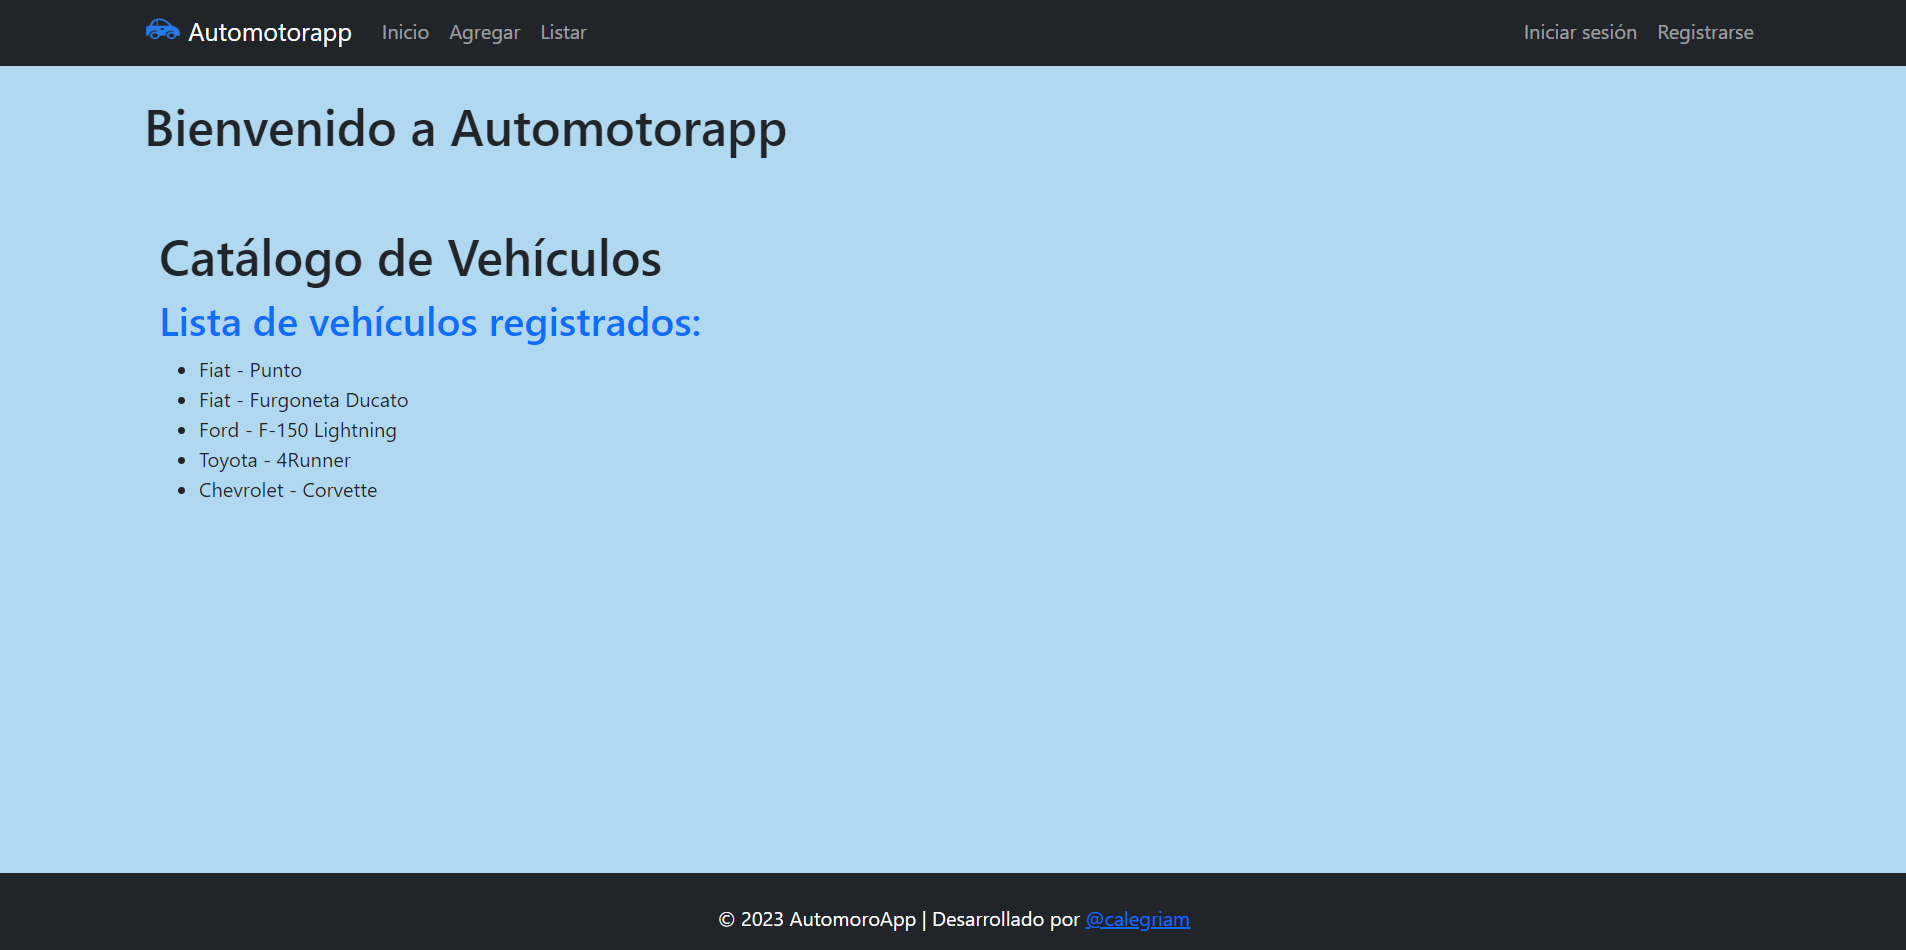 Automotorapp Inicio Agregar Listar Iniciar sesión Registrarse
Bienvenido a Automotorapp
Catálogo de Vehículos
Lista de vehículos registrados:
• Fiat - Punto
• Fiat - Furgoneta Ducato
• Ford - F-150 Lightning
• Toyota - 4Runner
• Chevrolet - Corvette
© 2023 AutomoroApp | Desarrollado por @calegriam